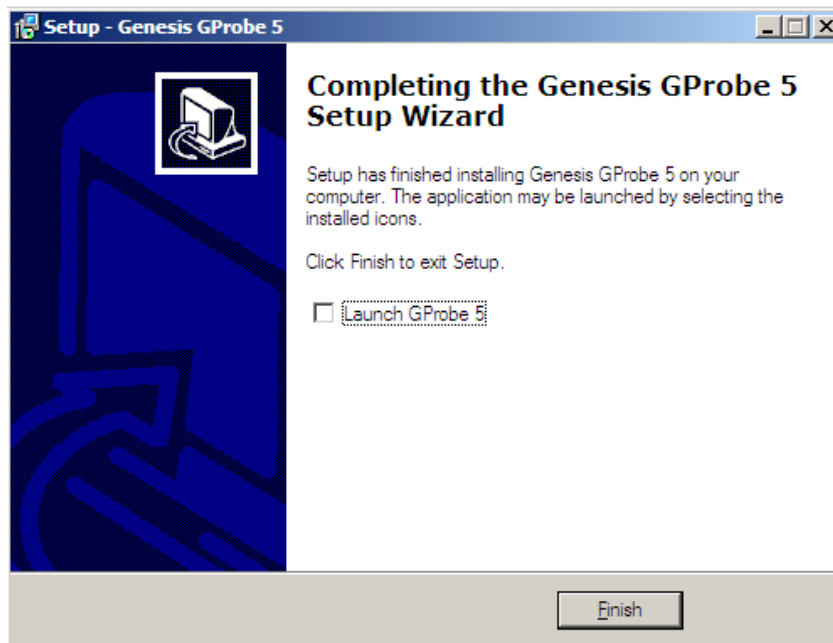 Setup - Genesis GProbe 5
Completing the Genesis GProbe 5
Setup Wizard
Setup has finished installing Genesis GProbe 5 on your
computer. The application may be launched by selecting the
installed icons.
Click Finish to exit Setup.
Launch GProbe 5
Finish